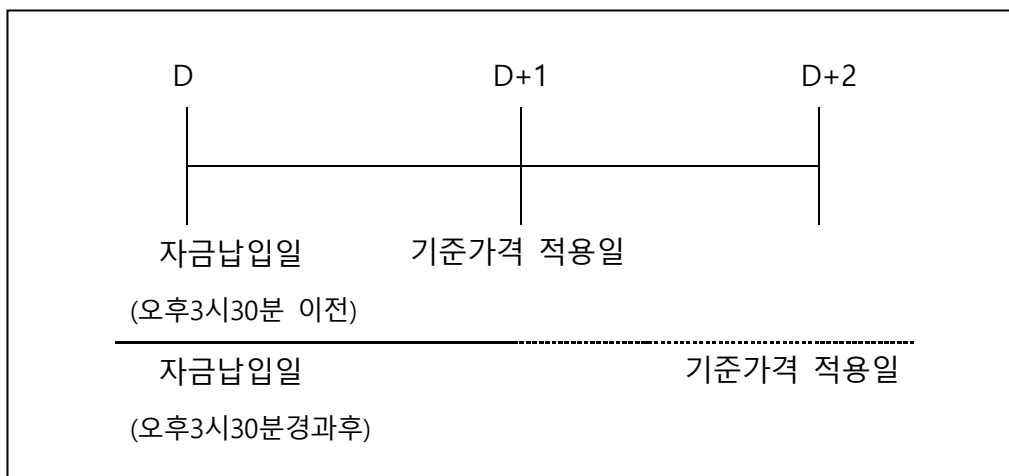 D D+1 D+2
자금납입일 기준가격 적용일
(오후3시30분 이전)
자금납입일 기준가격 적용일
(오후3시30분경과후)